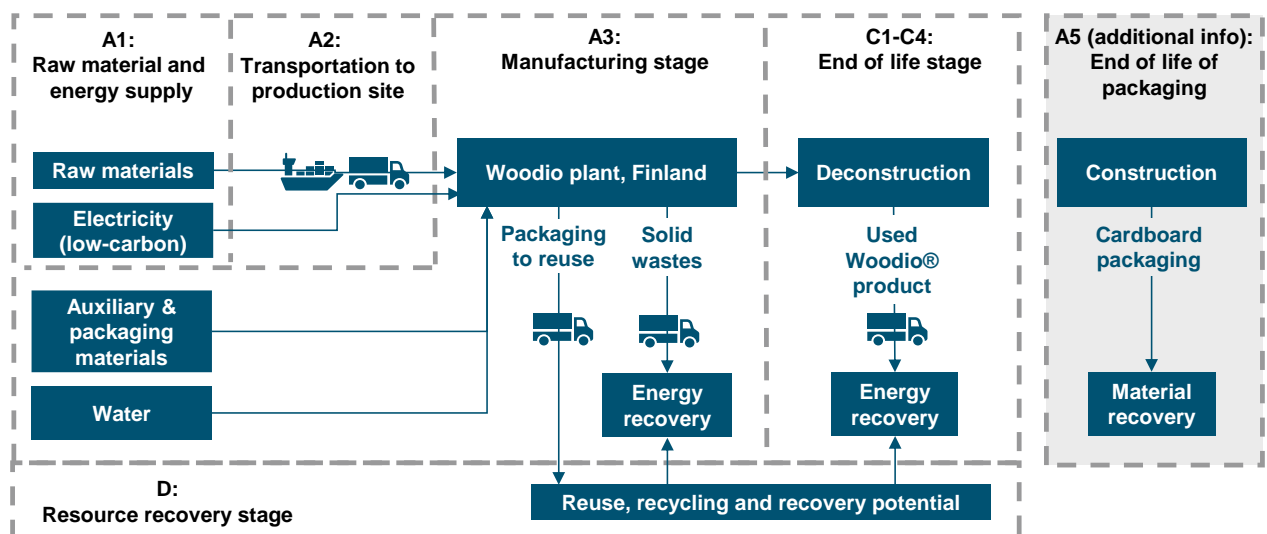 A1:
Raw material and
energy supply
A2:
Transportation to
production site
A3:
Manufacturing stage
C1-C4:
End of life stage
A5 (additional info):
End of life of
packaging
Raw materials
Electricity
(low-carbon)
Auxiliary &
packaging
materials
Water
Woodio plant, Finland
Packaging
to reuse
Solid
wastes
Energy
recovery
Deconstruction
Used
Woodio®
product
Energy
recovery
Construction
Cardboard
packaging
Material
recovery
D:
Resource recovery stage
Reuse, recycling and recovery potential